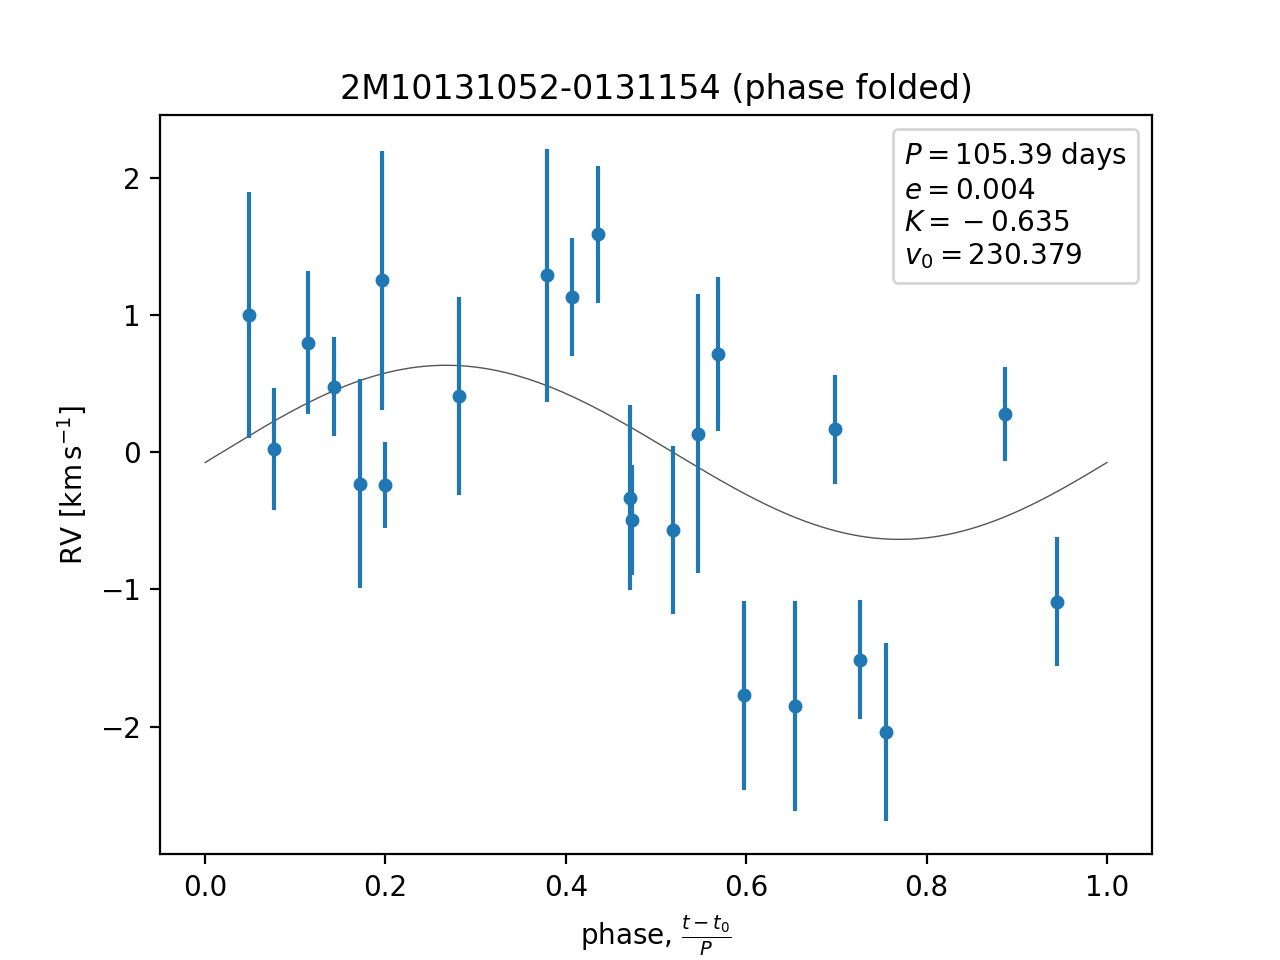 2M10131052-0131154 (phase folded)
P = 105.39 days
e = 0.004
K = −0.635
v₀ = 230.379
RV [km s⁻¹]
2
1
0
−1
−2
0.0 0.2 0.4 0.6 0.8 1.0
phase, (t − t₀)/P